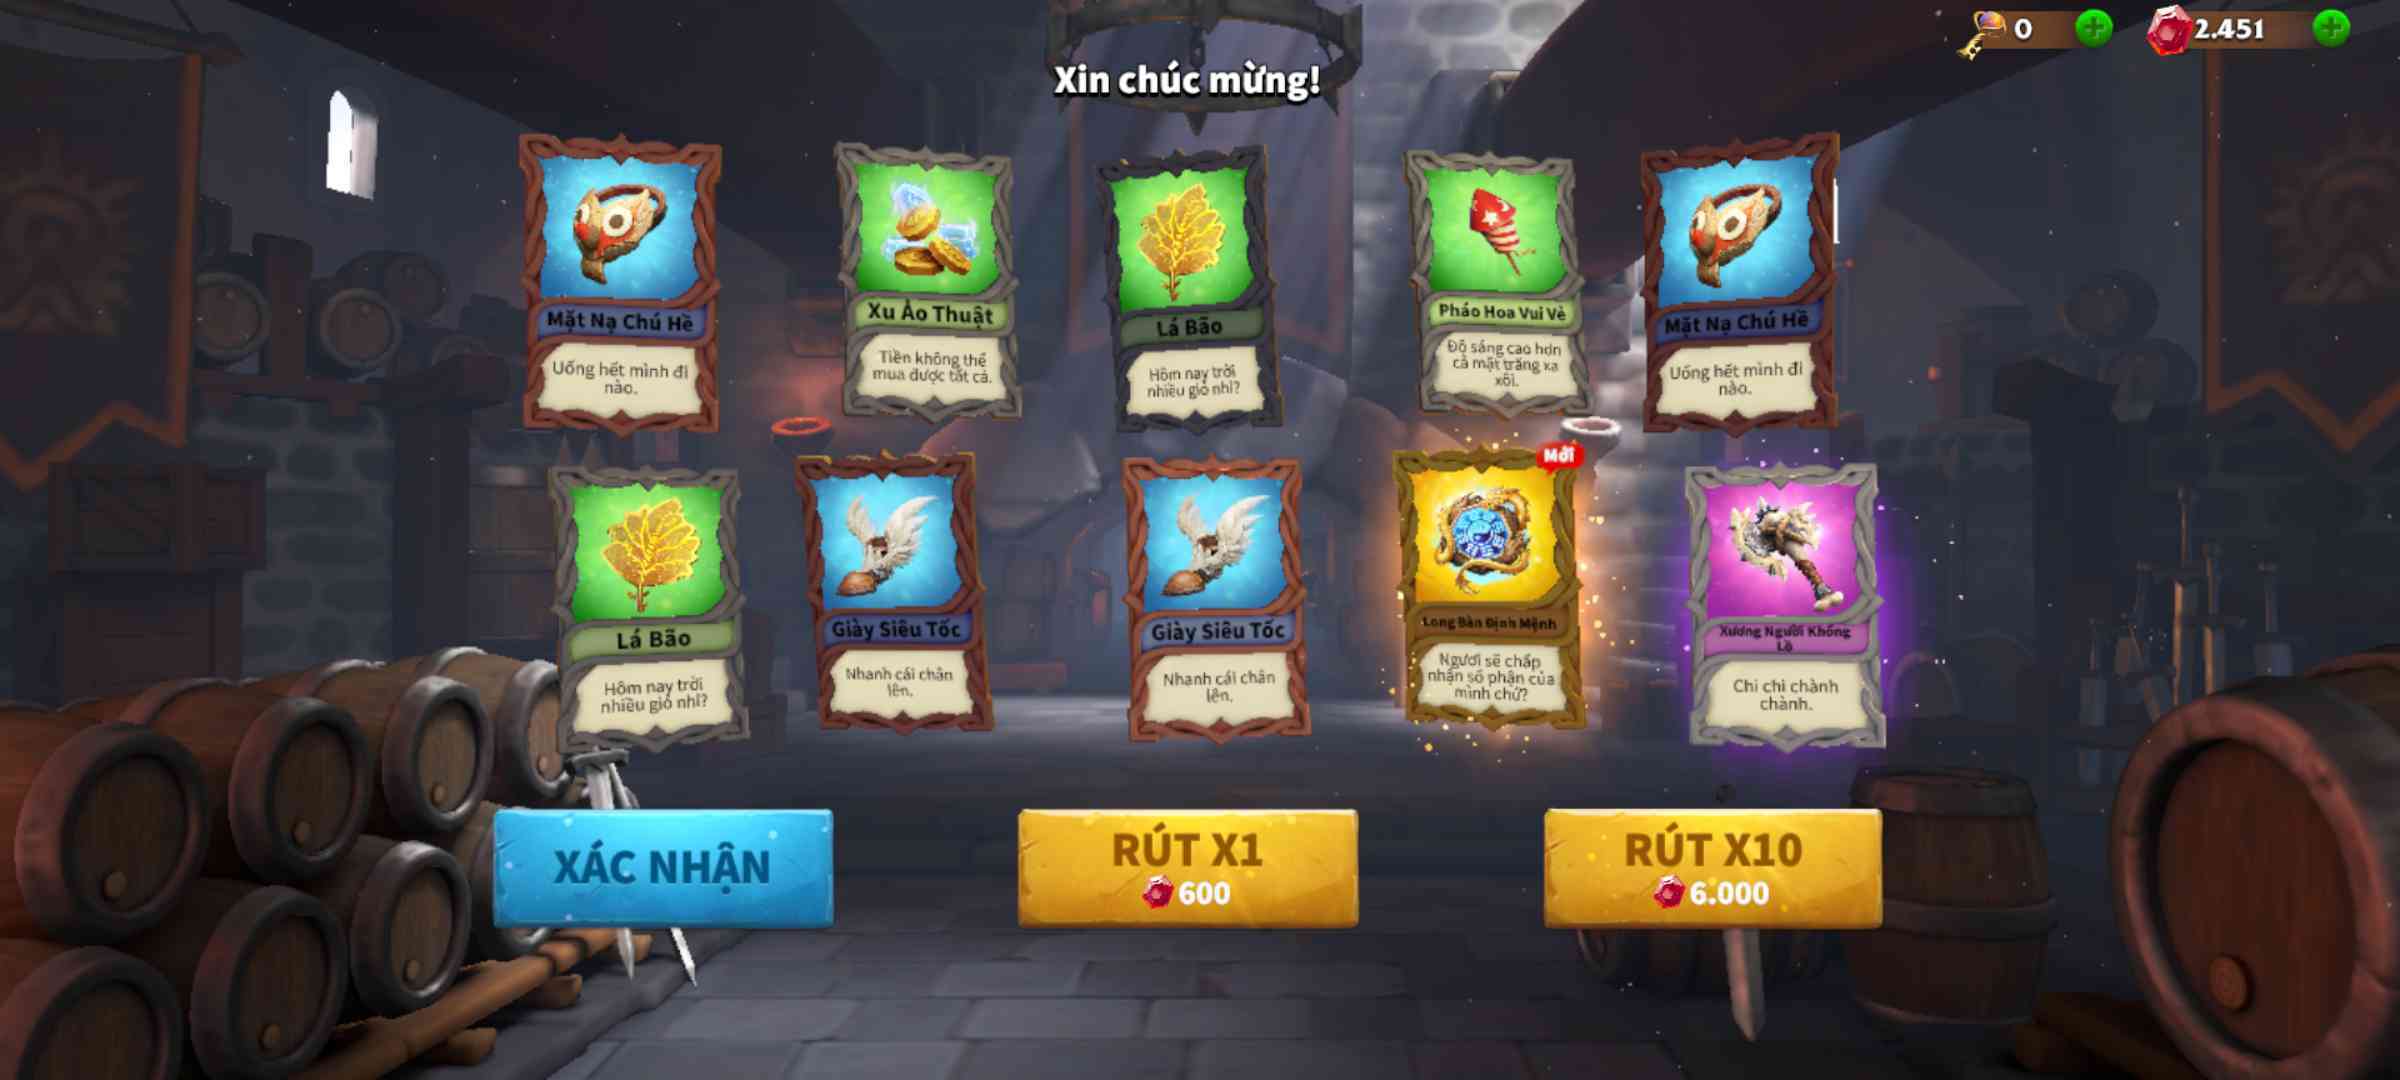 0
2.451
Xin chúc mừng!
Mặt Nạ Chú Hề
Uống hết mình đi
nào.
Xu Ảo Thuật
Tiền không thể
mua được tất cả.
Lá Bão
Hôm nay trời
nhiều gió nhỉ?
Pháo Hoa Vui Vẻ
Độ sáng cao hơn
cả mặt trăng xa
xôi.
Mặt Nạ Chú Hề
Uống hết mình đi
nào.
Lá Bão
Hôm nay trời
nhiều gió nhỉ?
Giày Siêu Tốc
Nhanh cái chân
lên.
Giày Siêu Tốc
Nhanh cái chân
lên.
Mới
Long Bàn Định Mệnh
Ngươi sẽ chấp
nhận số phận của
mình chứ?
Xương Người Khổng
Lồ
Chi chi chành
chành.
XÁC NHẬN
RÚT X1
600
RÚT X10
6.000